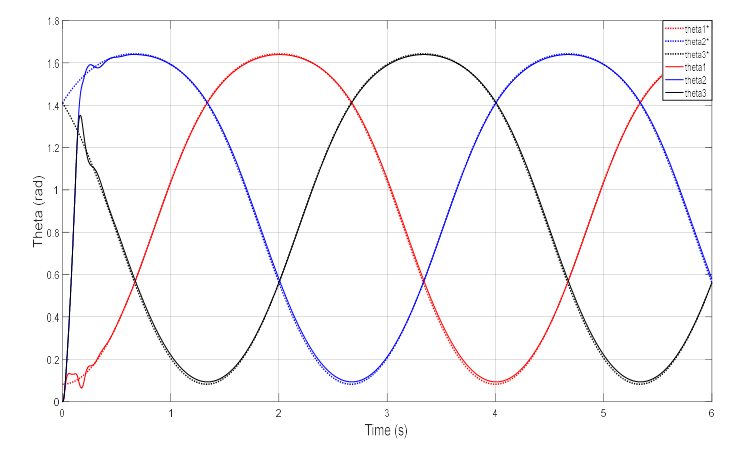 1.8
1.6
1.4
1.2
1
0.8
0.6
0.4
0.2
0
Theta (rad)
0 1 2 3 4 5 6
Time (s)
theta1*
theta2*
theta3*
theta1
theta2
theta3